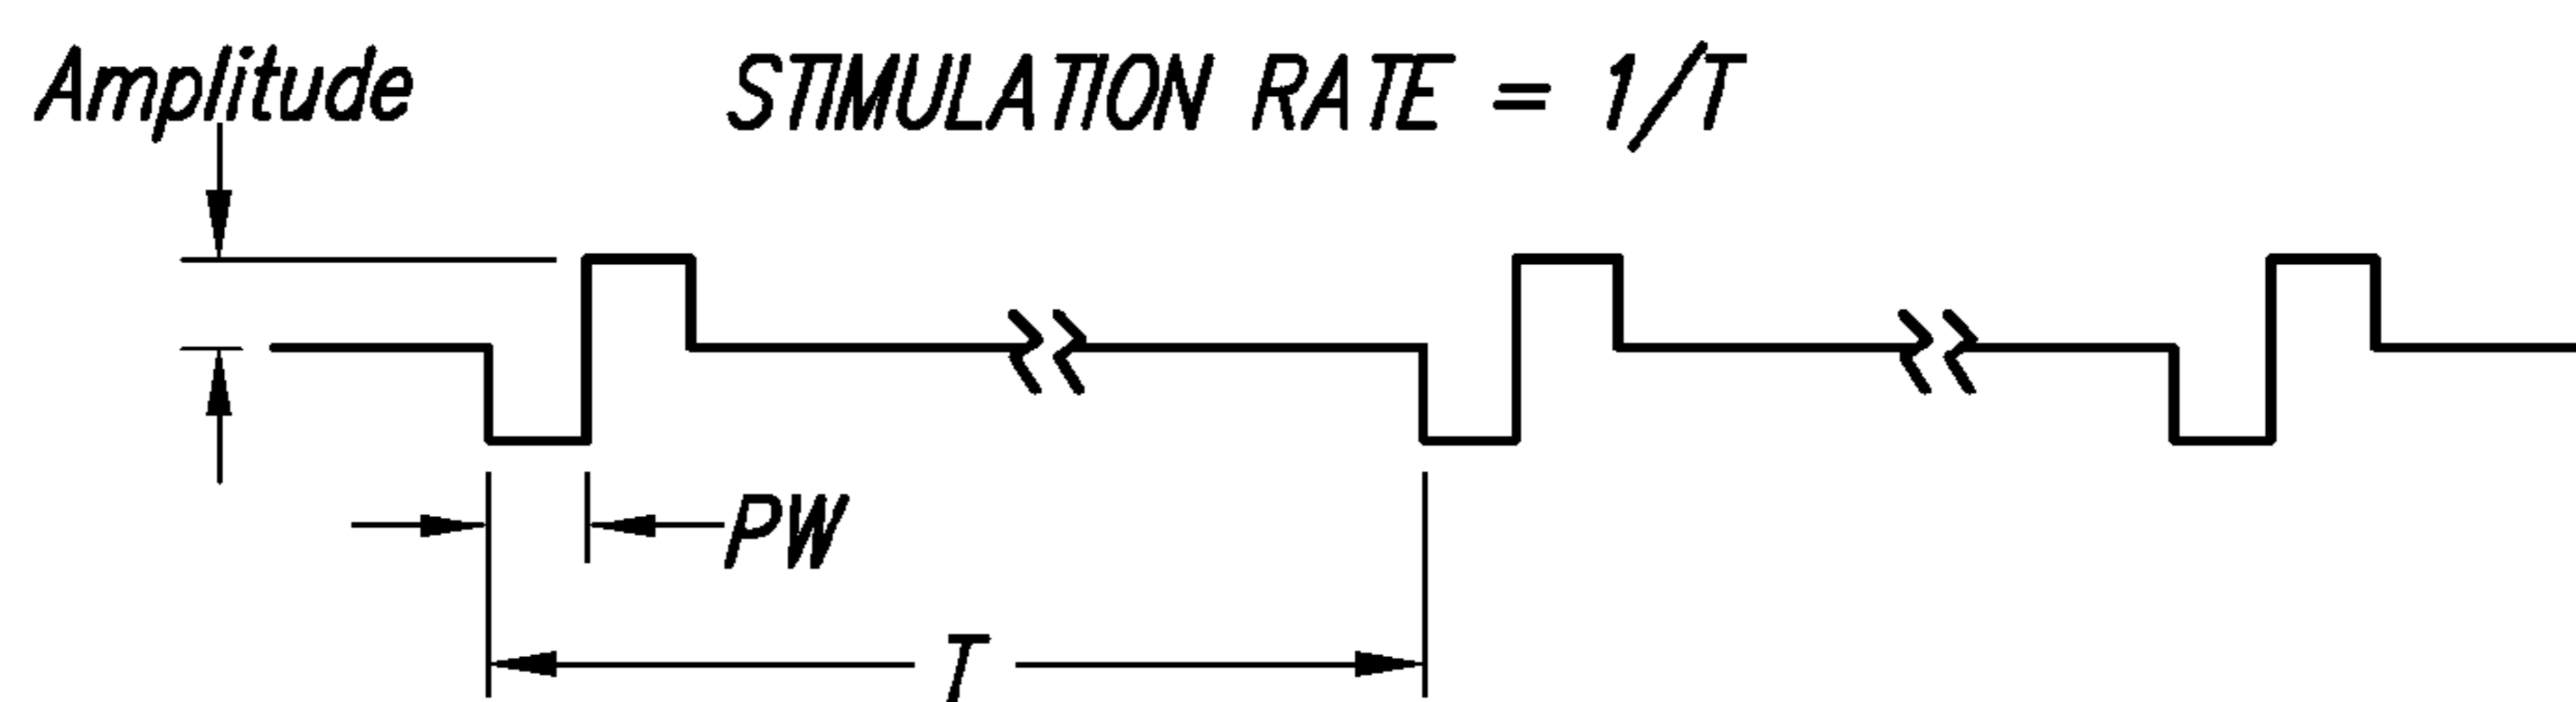 Amplitude
STIMULATION RATE = 1/T
PW
T